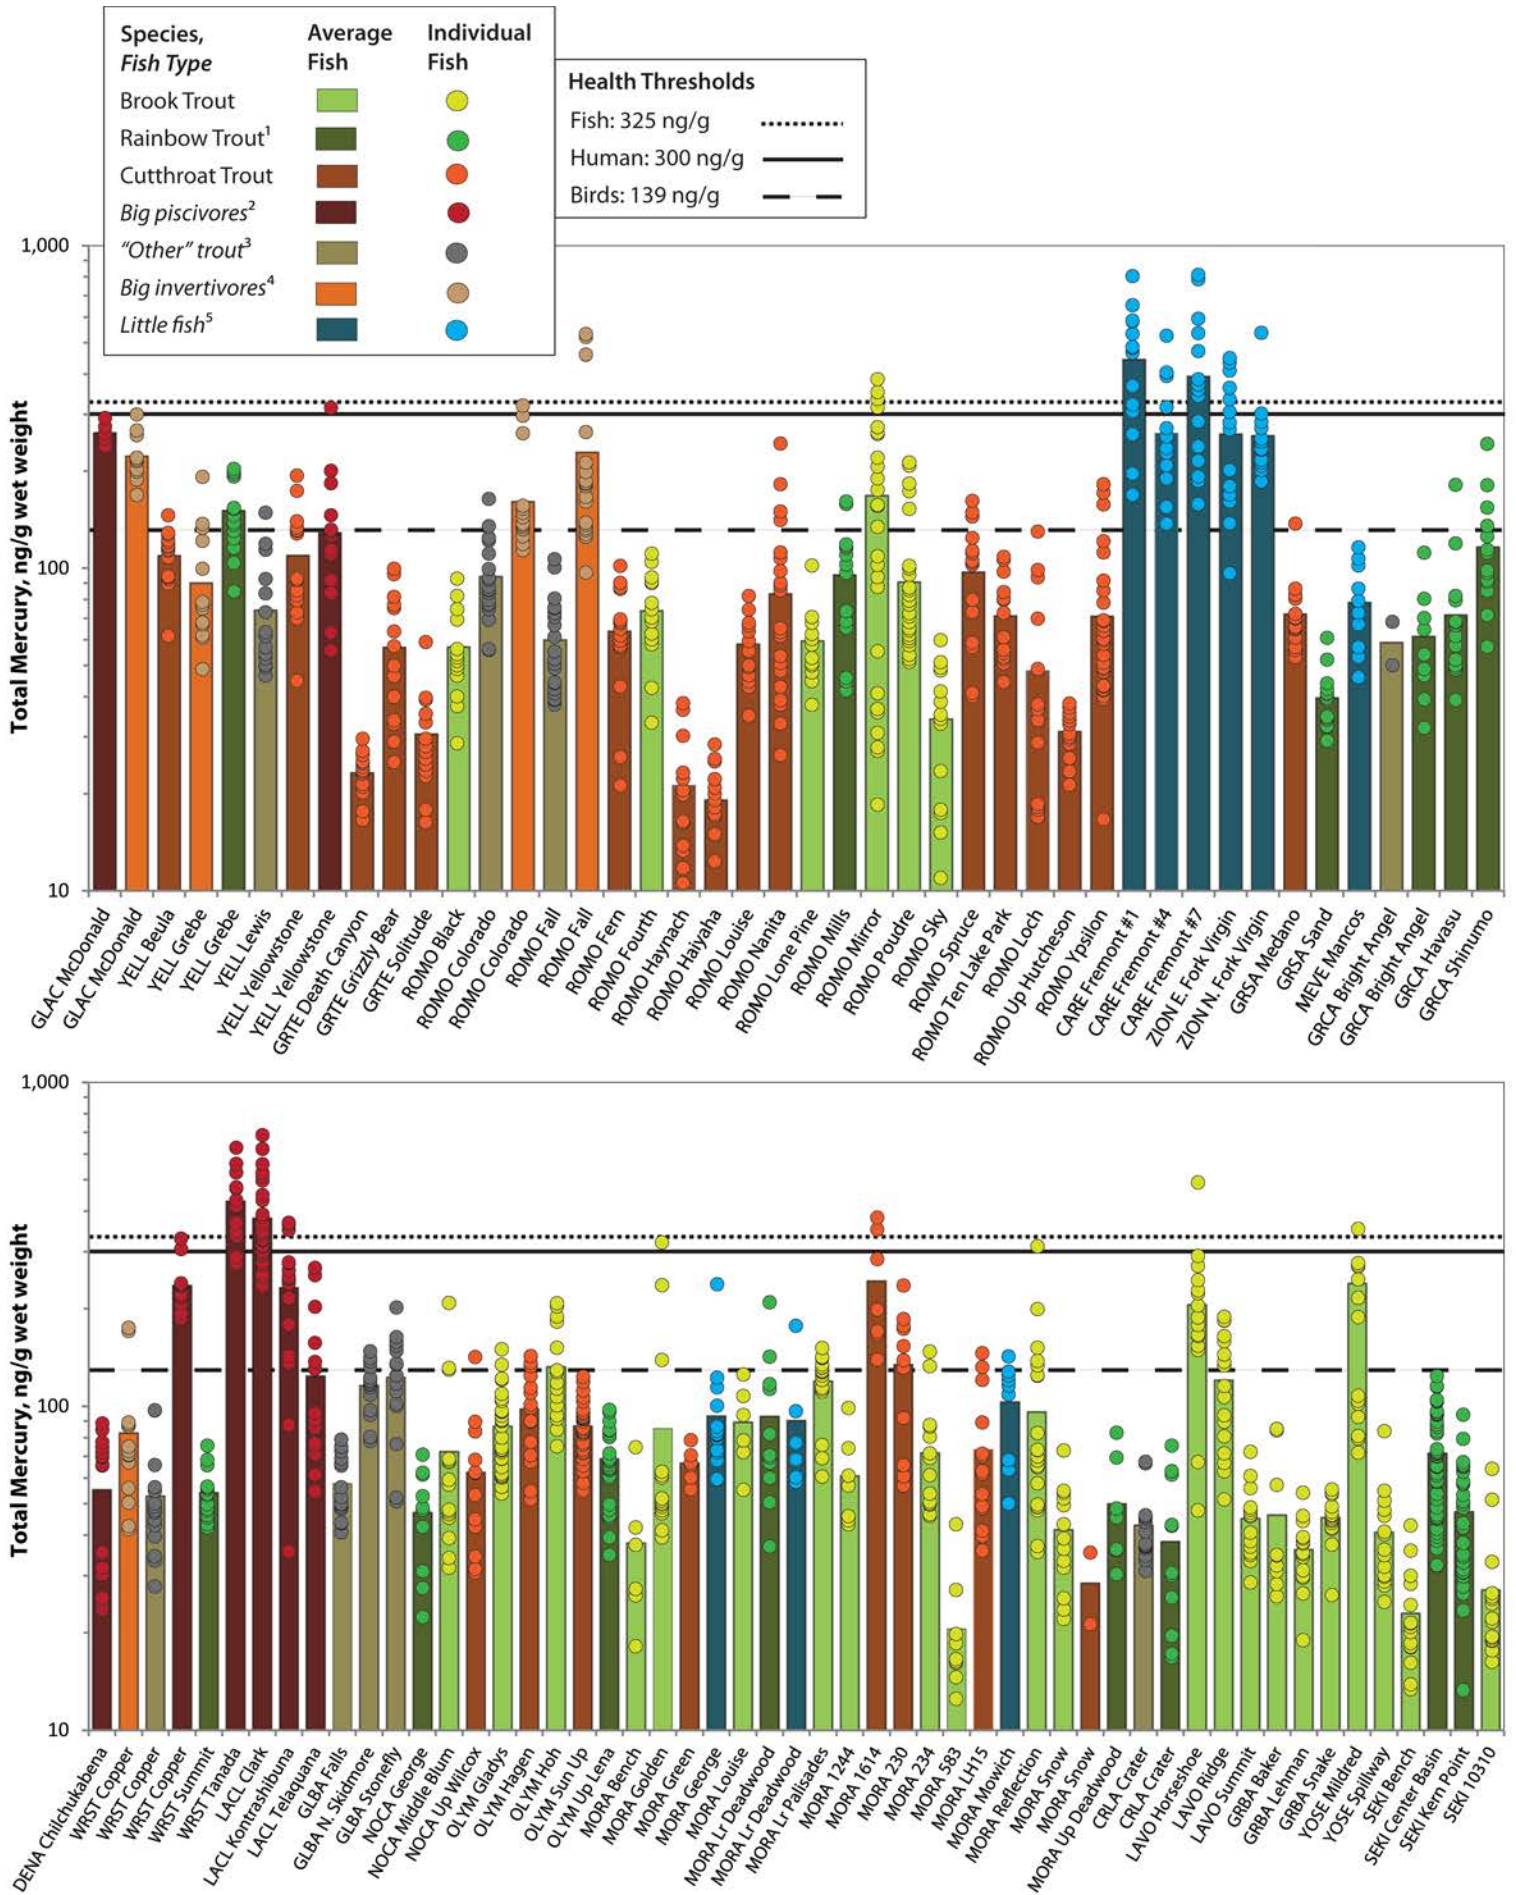 Species,
Fish Type
Average
Fish
Individual
Fish
Brook Trout
Rainbow Trout¹
Cutthroat Trout
Big piscivores²
"Other" trout³
Big invertivores⁴
Little fish⁵
Health Thresholds
Fish: 325 ng/g
Human: 300 ng/g
Birds: 139 ng/g
Total Mercury, ng/g wet weight
1,000
100
10
GLAC McDonald
GLAC McDonald
YELL Beula
YELL Grebe
YELL Grebe
YELL Lewis
YELL Yellowstone
YELL Yellowstone
GRTE Death Canyon
GRTE Grizzly Bear
GRTE Solitude
ROMO Black
ROMO Colorado
ROMO Colorado
ROMO Fall
ROMO Fall
ROMO Fern
ROMO Fourth
ROMO Haynach
ROMO Haiyaha
ROMO Louise
ROMO Nanita
ROMO Lone Pine
ROMO Mills
ROMO Mirror
ROMO Poudre
ROMO Sky
ROMO Spruce
ROMO Ten Lake Park
ROMO Loch
ROMO Up Hutcheson
ROMO Ypsilon
CARE Fremont #1
CARE Fremont #4
CARE Fremont #7
ZION E. Fork Virgin
ZION N. Fork Virgin
GRSA Medano
GRSA Sand
MEVE Mancos
GRCA Bright Angel
GRCA Bright Angel
GRCA Havasu
GRCA Shinumo
Total Mercury, ng/g wet weight
1,000
100
10
DENA Chilchukabena
WRST Copper
WRST Copper
WRST Copper
WRST Summit
WRST Tanada
LACL Clark
LACL Kontrashibuna
LACL Telaquana
GLBA Falls
GLBA N. Skidmore
GLBA Stonefly
NOCA George
NOCA Middle Blum
NOCA Up Wilcox
OLYM Gladys
OLYM Hagen
OLYM Hoh
OLYM Sun Up
OLYM Up Lena
MORA Bench
MORA Golden
MORA Green
MORA George
MORA Louise
MORA Lr Deadwood
MORA Lr Deadwood
MORA Lr Palisades
MORA 1244
MORA 1614
MORA 230
MORA 234
MORA 583
MORA LH15
MORA Mowich
MORA Reflection
MORA Snow
MORA Snow
MORA Up Deadwood
CRLA Crater
CRLA Crater
LAVO Horseshoe
LAVO Ridge
LAVO Summit
GRBA Baker
GRBA Lehman
GRBA Snake
YOSE Mildred
YOSE Spillway
SEKI Bench
SEKI Center Basin
SEKI Kern Point
SEKI 10310